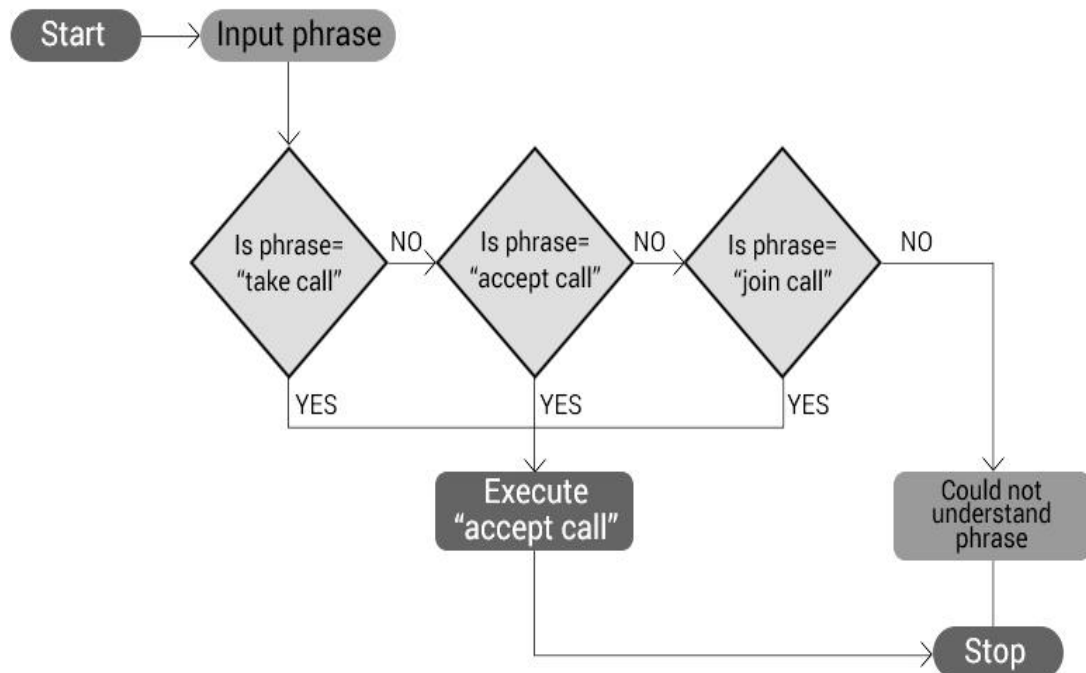 Start
Input phrase
Is phrase=
“take call”
NO
Is phrase=
“accept call”
NO
Is phrase=
“join call”
NO
YES
YES
YES
Execute
“accept call”
Could not
understand
phrase
Stop